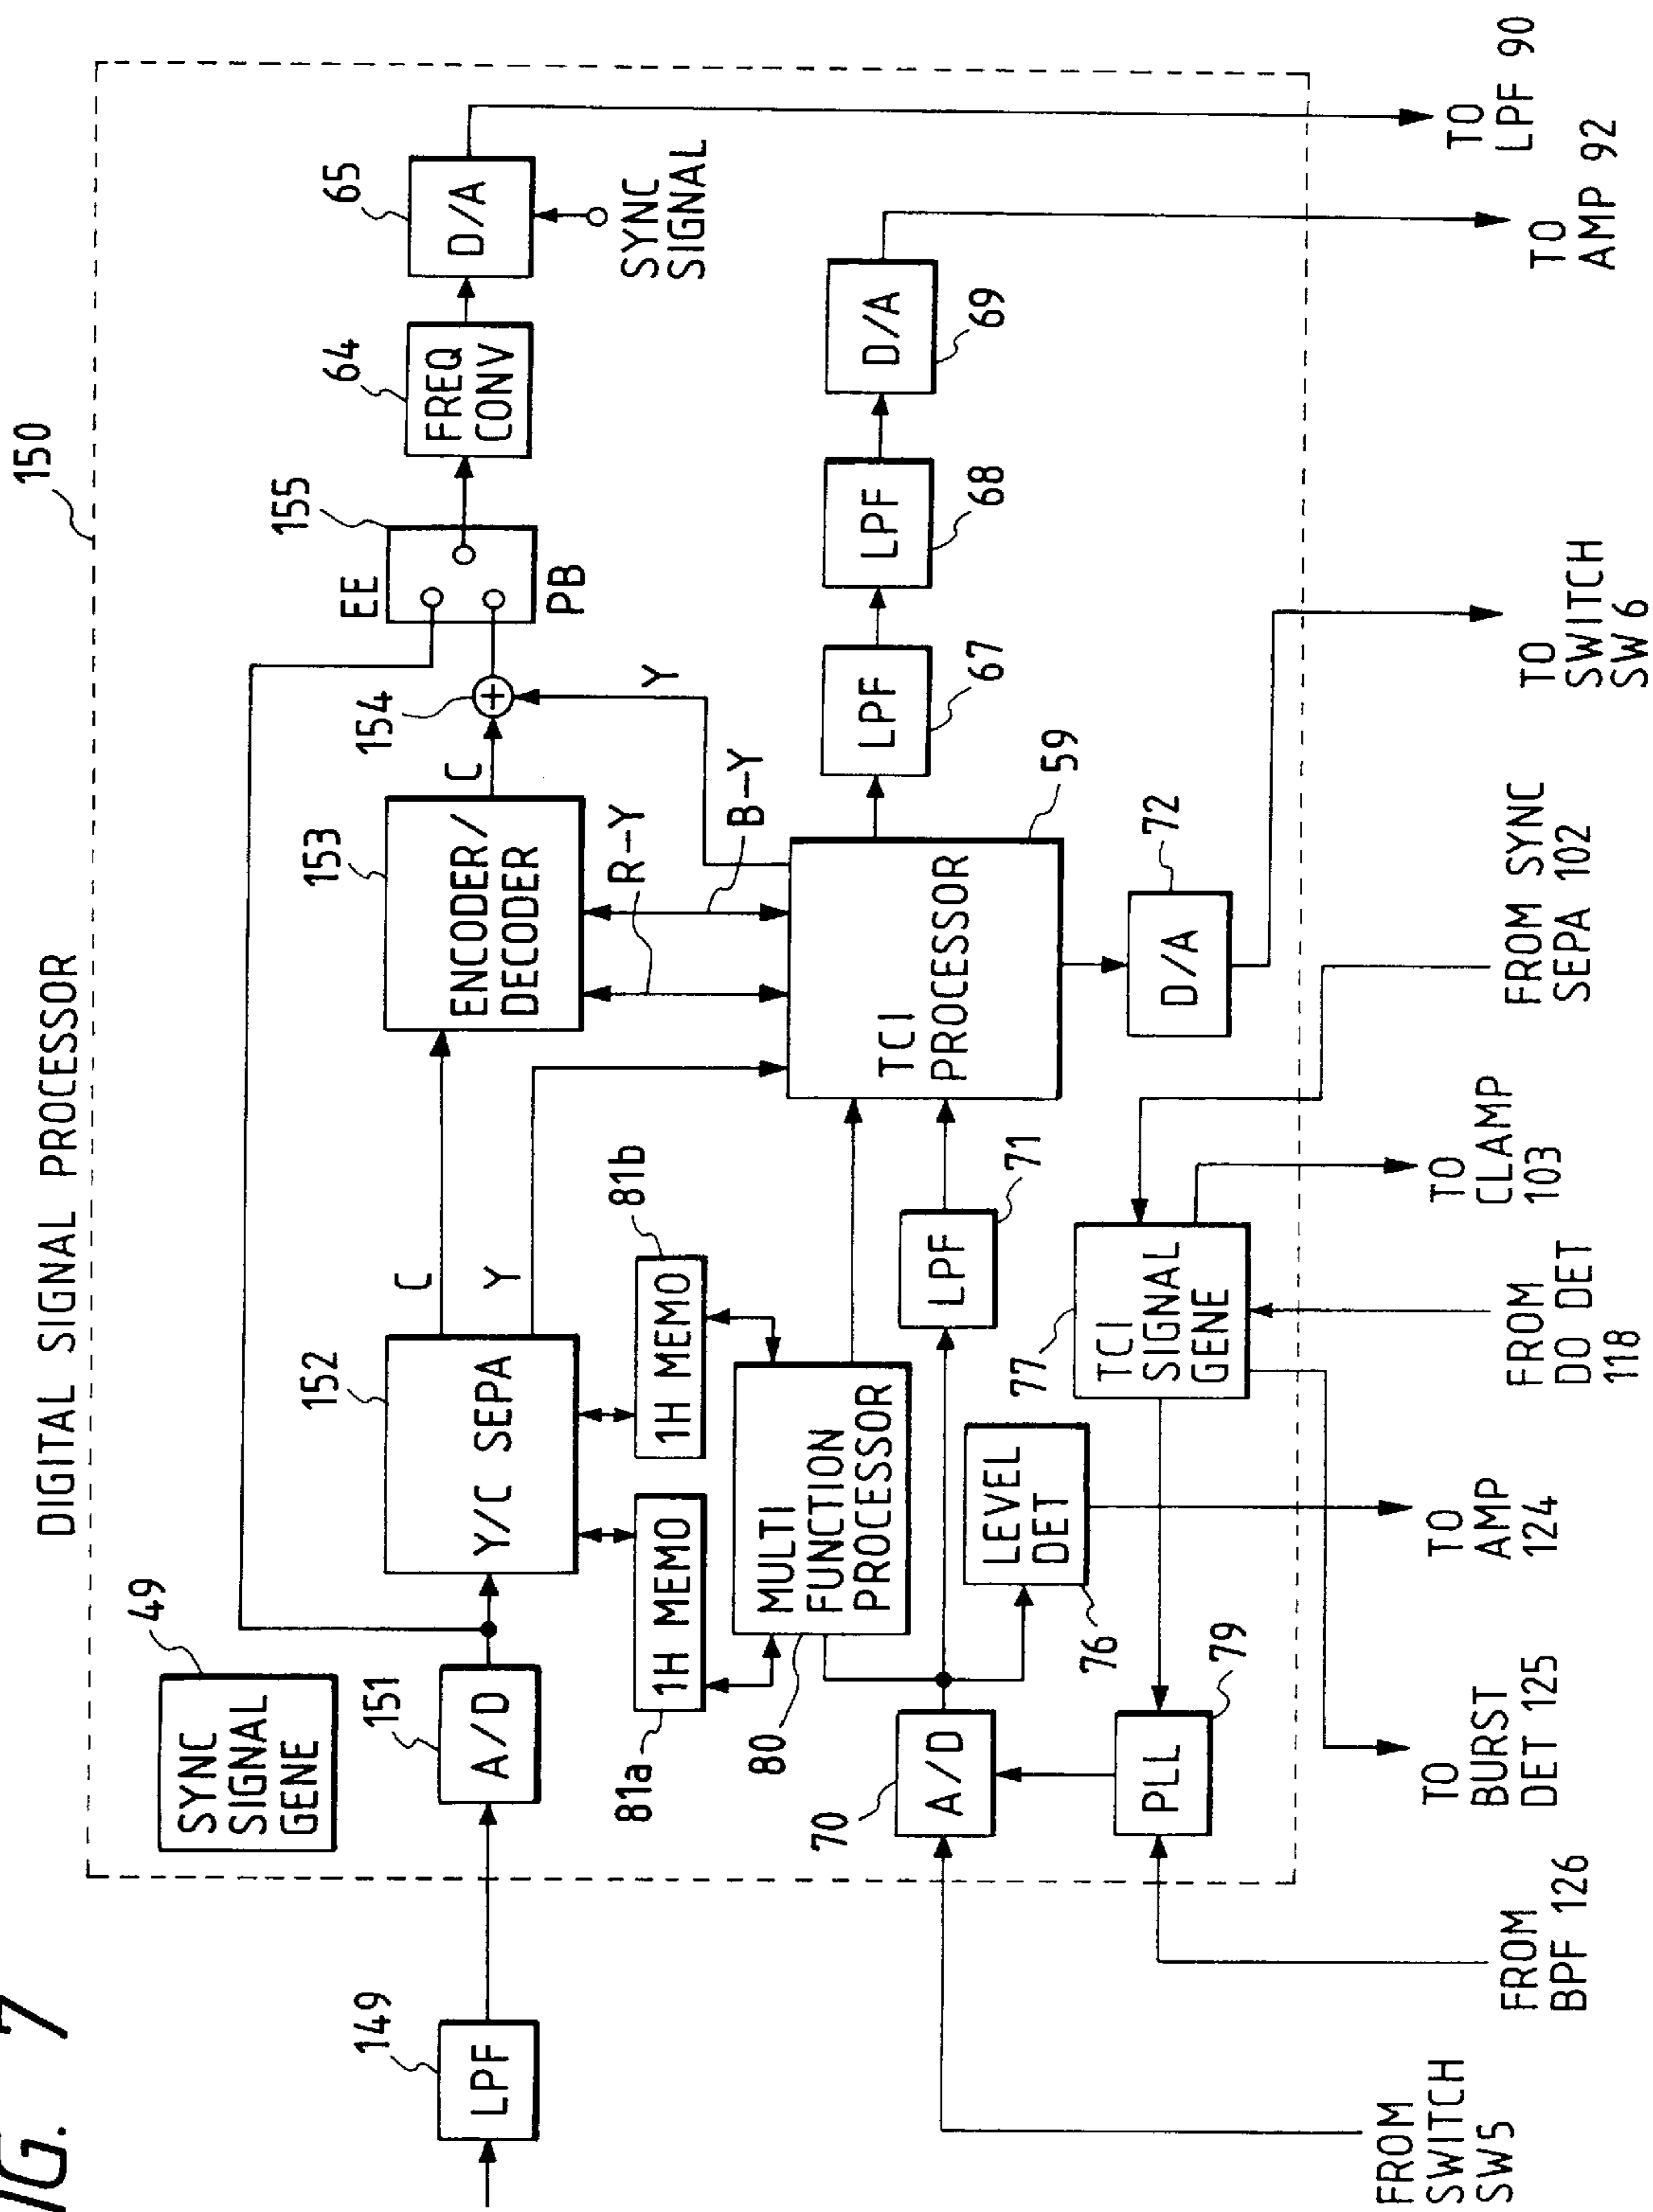 FIG. 7
DIGITAL SIGNAL PROCESSOR
150
49
SYNC
SIGNAL
GENE
149
LPF
151
A/D
152
Y/C SEPA
C
Y
153
ENCODER/
DECODER
C
154
EE
155
PB
64
FREQ
CONV
65
D/A
SYNC
SIGNAL
81a
1H MEMO
81b
1H MEMO
R-Y
B-Y
Y
80
MULTI
FUNCTION
PROCESSOR
TCI
PROCESSOR
59
LPF
67
LPF
68
D/A
69
70
A/D
LPF
71
D/A
72
LEVEL
DET
76
77
TCI
SIGNAL
GENE
PLL
79
FROM
SWITCH
SW5
FROM
BPF 126
TO
BURST
DET 125
TO
AMP
124
FROM
DO DET
118
TO
CLAMP
103
FROM SYNC
SEPA 102
TO
SWITCH
SW 6
TO
AMP 92
TO
LPF 90